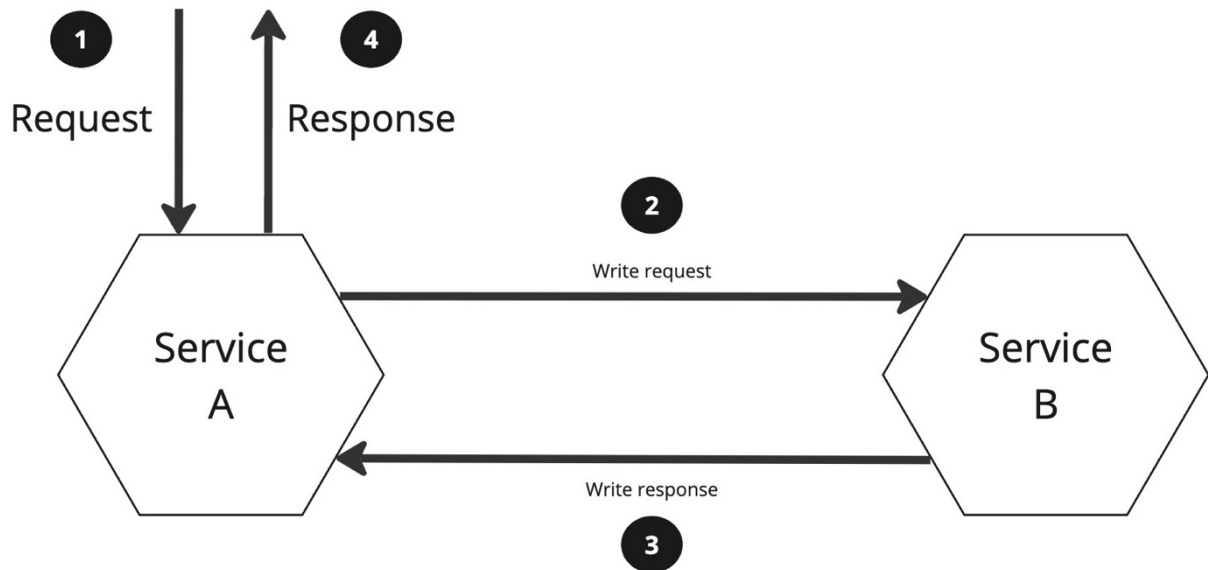 1
4
Request
Response
2
Write request
Service
A
Service
B
Write response
3